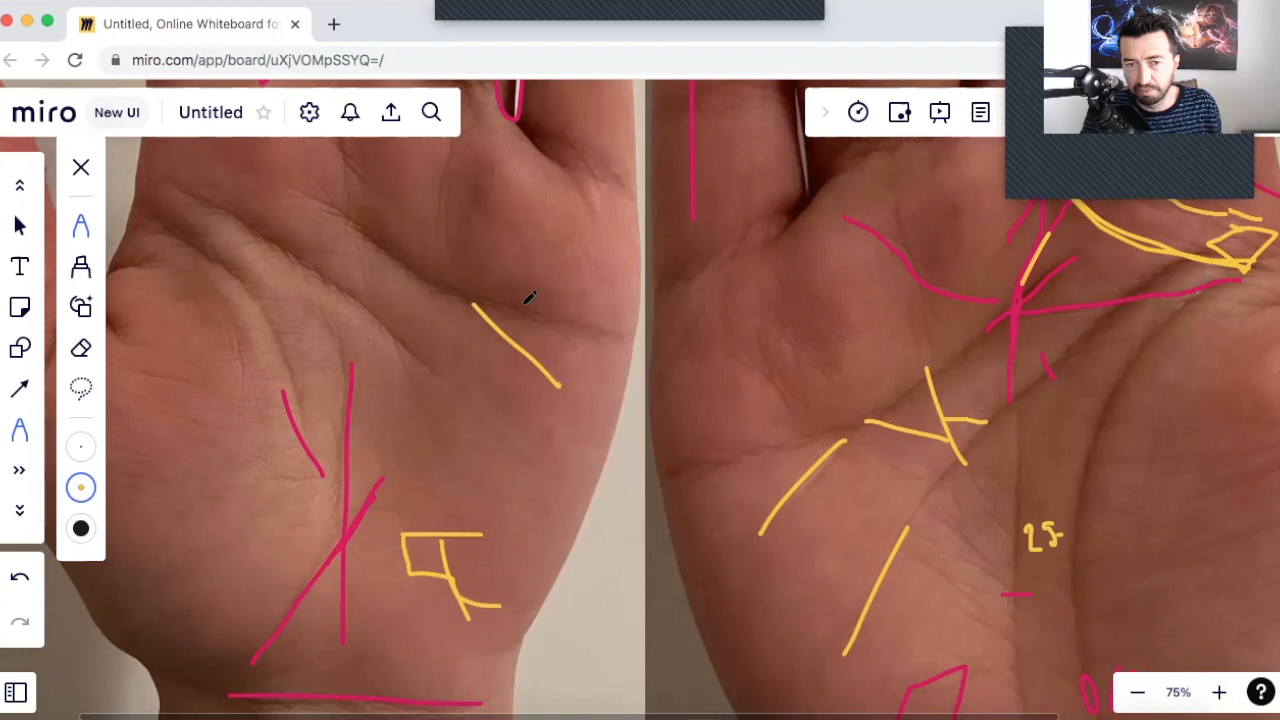 Untitled, Online Whiteboard fo
miro.com/app/board/uXjVOMpSSYQ=/
miro New UI Untitled
25
75%